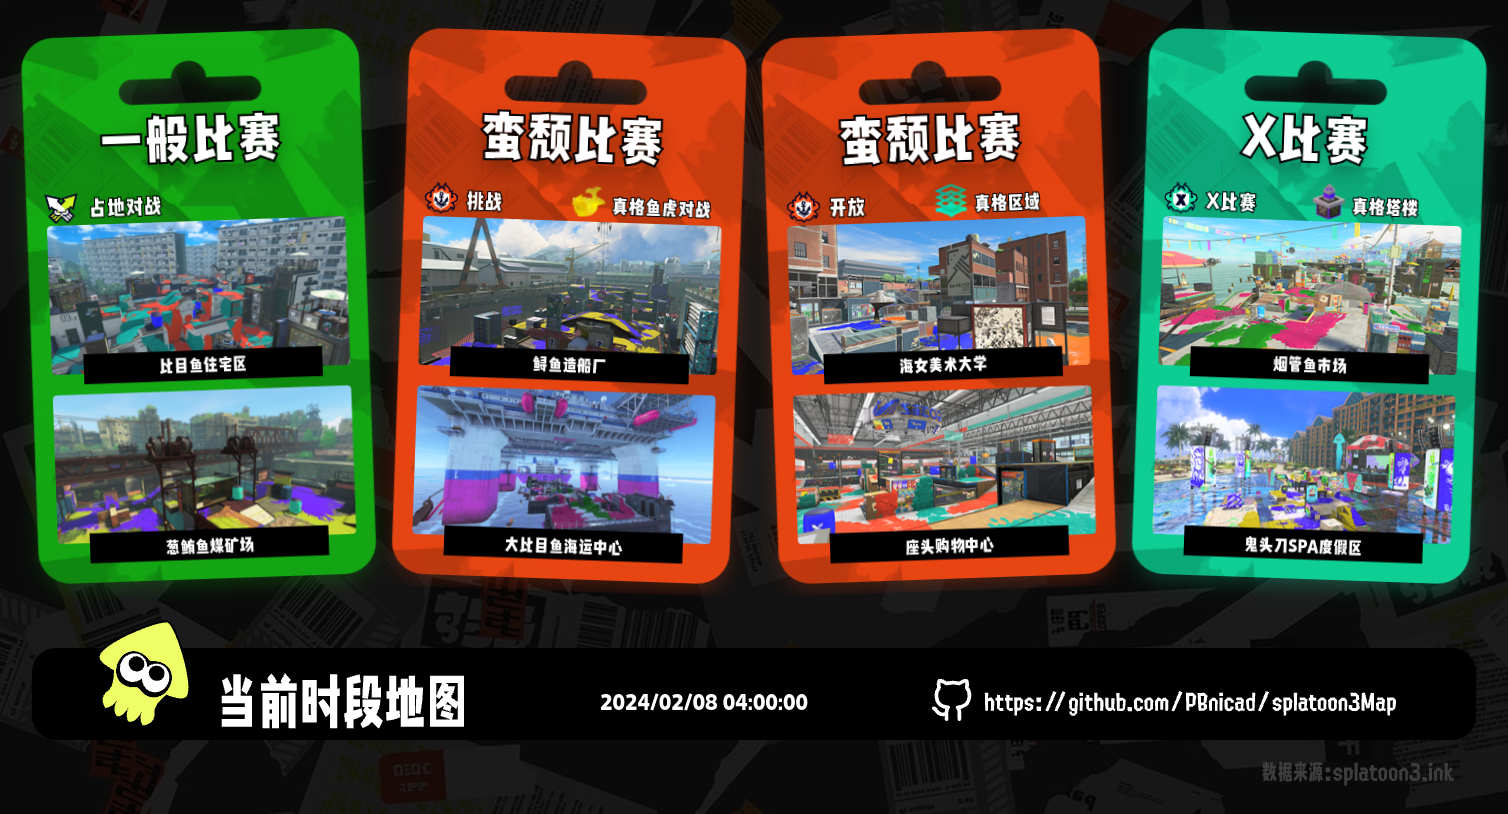 一般比赛
占地对战
比目鱼住宅区
葱鲔鱼煤矿场
蛮颓比赛
挑战
真格鱼虎对战
鲟鱼造船厂
大比目鱼海运中心
蛮颓比赛
开放
真格区域
海女美术大学
座头购物中心
X比赛
X比赛
真格塔楼
烟管鱼市场
鬼头刀SPA度假区
当前时段地图
2024/02/08 04:00:00
https://github.com/PBnicad/splatoon3Map
数据来源:splatoon3.ink